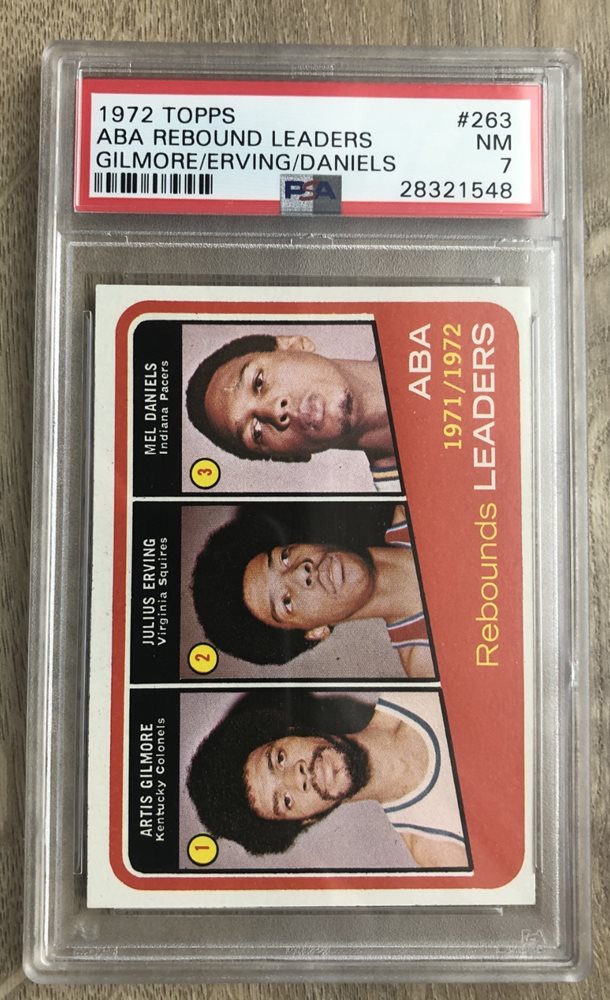 1972 TOPPS #263
ABA REBOUND LEADERS NM
GILMORE/ERVING/DANIELS 7
PSA 28321548
ARTIS GILMORE
Kentucky Colonels
1
JULIUS ERVING
Virginia Squires
2
MEL DANIELS
Indiana Pacers
3
ABA
1971/1972
Rebounds LEADERS